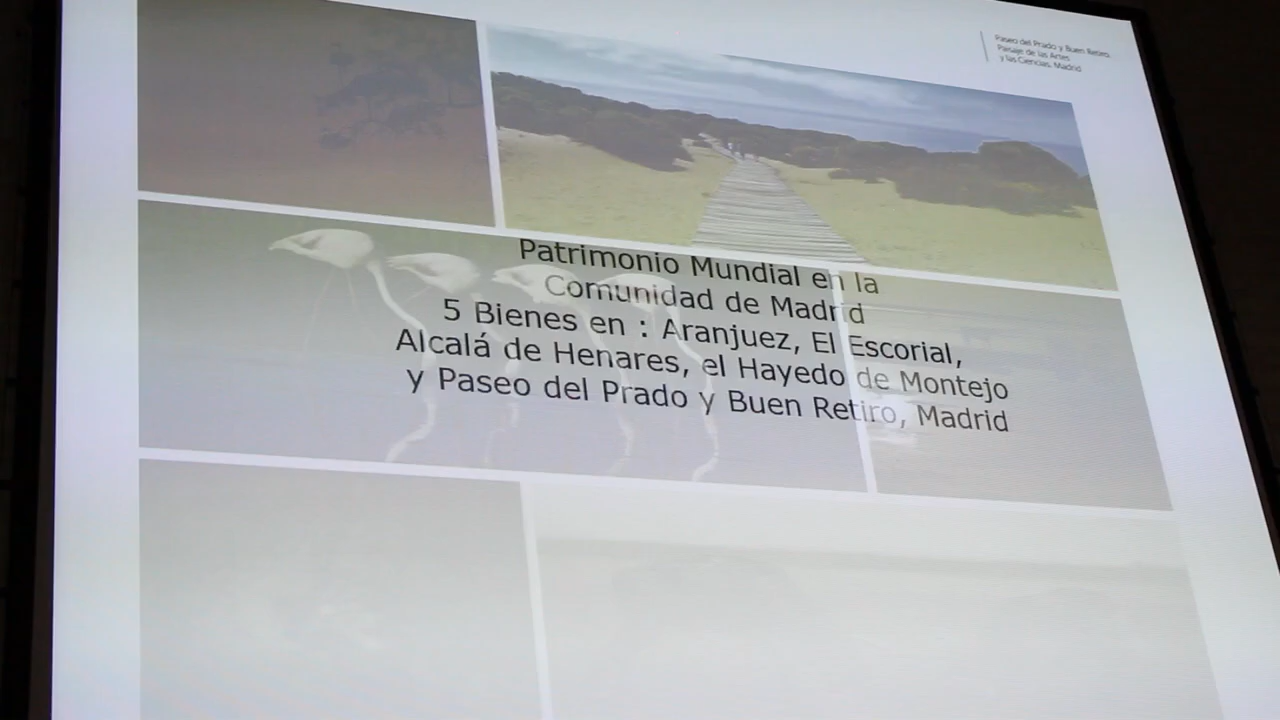 Paseo del Prado y Buen Retiro.
Paisaje de las Artes
y las Ciencias. Madrid
Patrimonio Mundial en la
Comunidad de Madrid
5 Bienes en : Aranjuez, El Escorial,
Alcalá de Henares, el Hayedo de Montejo
y Paseo del Prado y Buen Retiro, Madrid